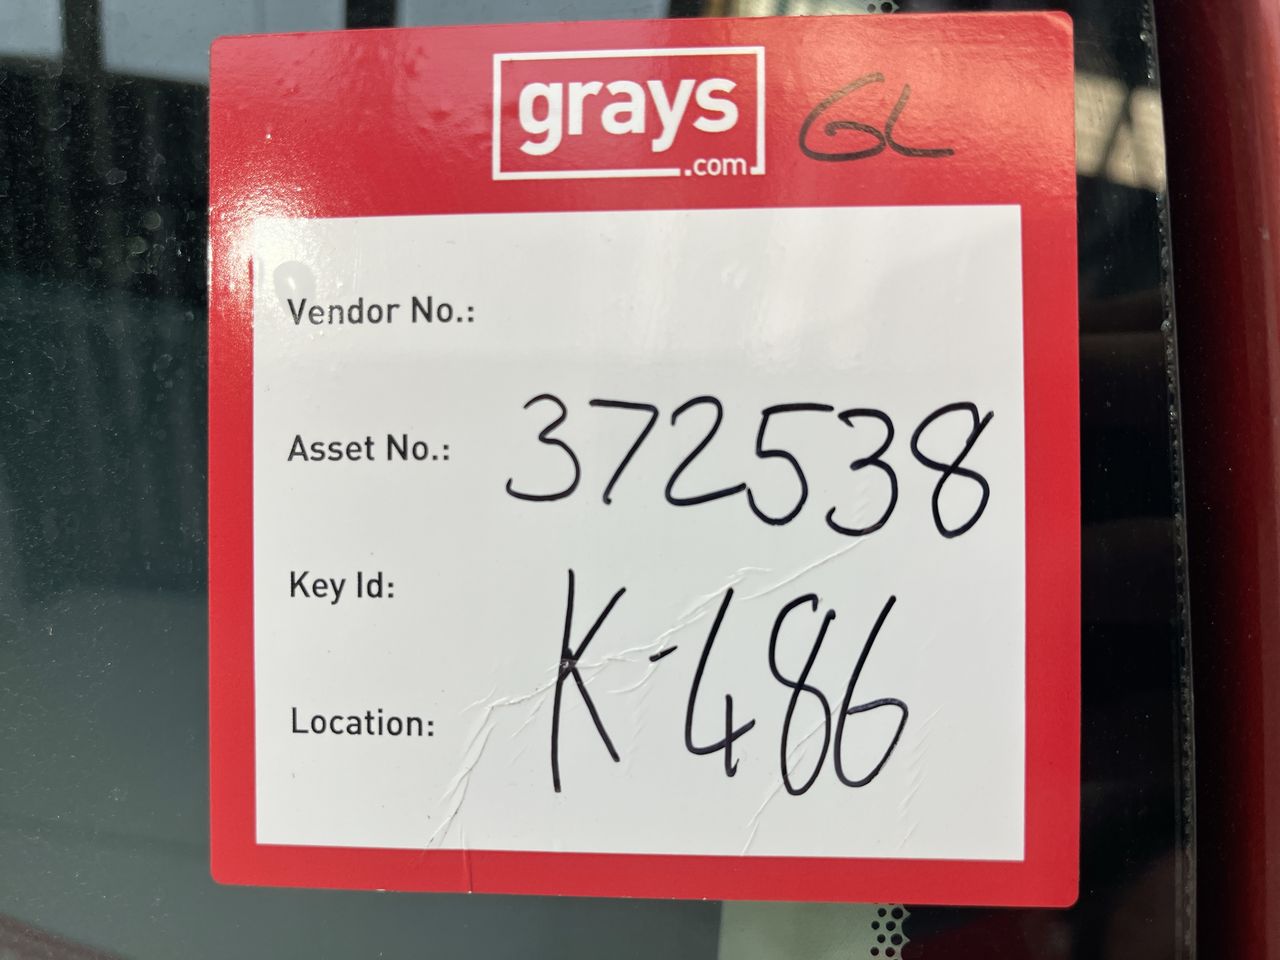 grays
.com
GL
Vendor No.:
Asset No.: 372538
Key Id: K-486
Location: